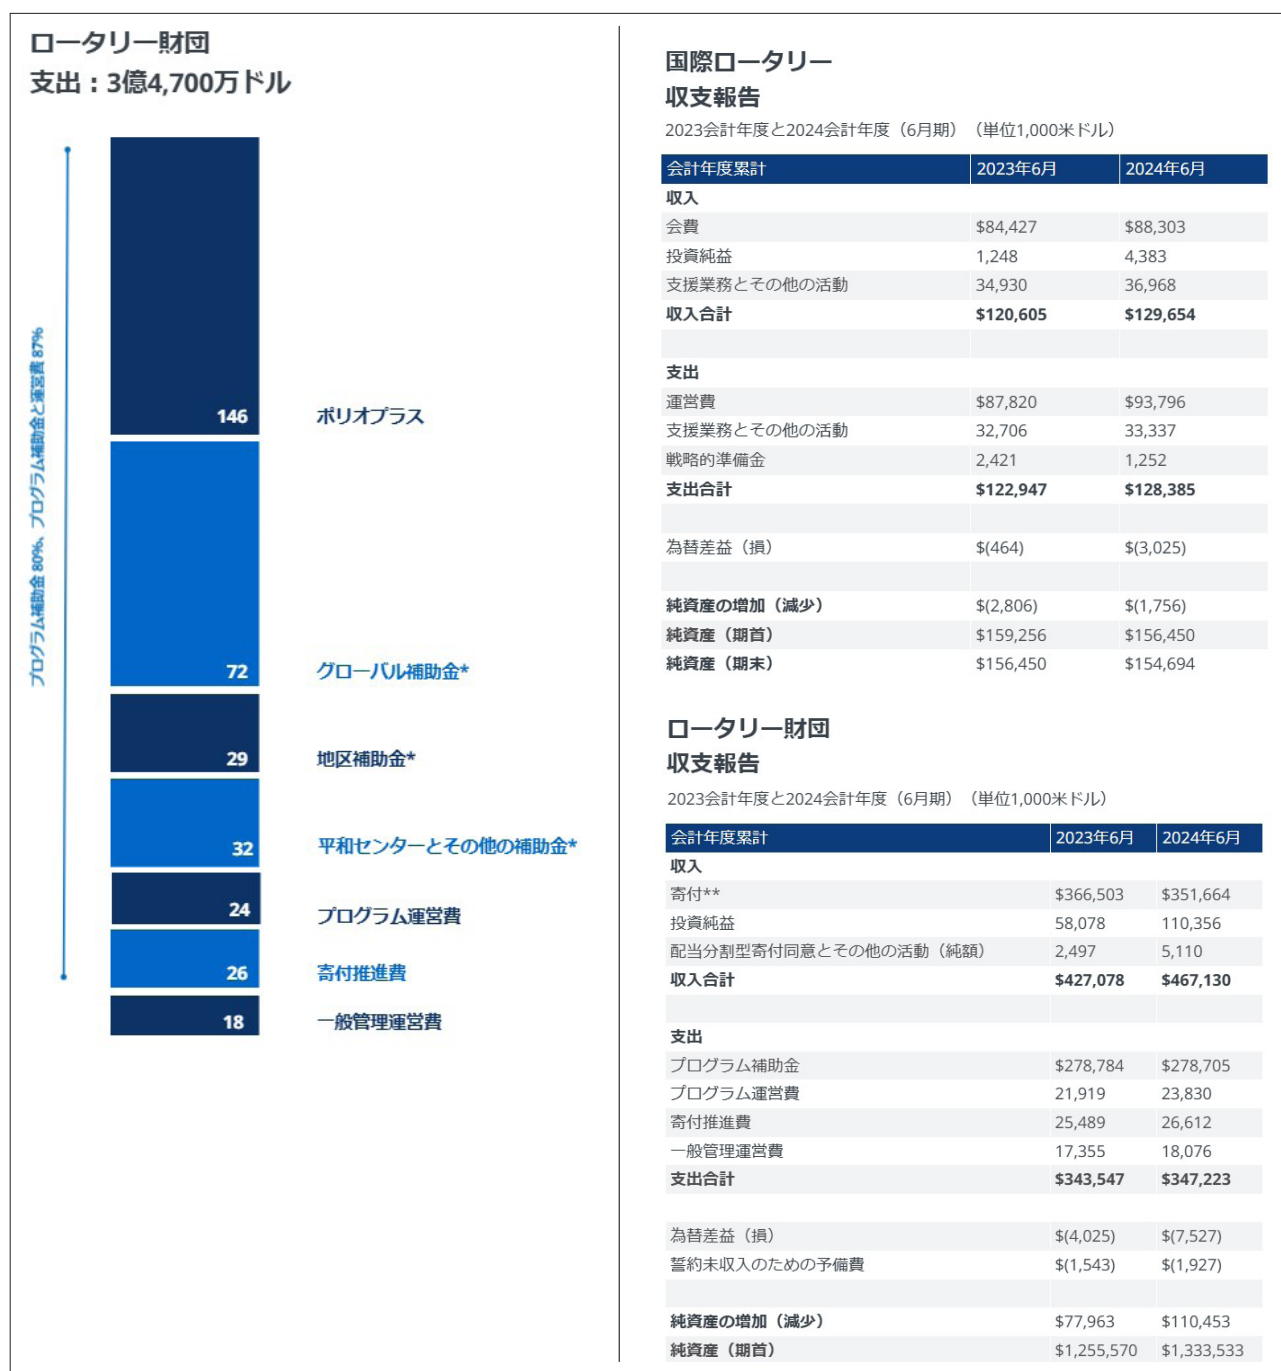 ロータリー財団
支出：3億4,700万ドル
プログラム補助金 80%、プログラム補助金と運営費 87%
146 ポリオプラス
72 グローバル補助金*
29 地区補助金*
32 平和センターとその他の補助金*
24 プログラム運営費
26 寄付推進費
18 一般管理運営費
国際ロータリー
収支報告
2023会計年度と2024会計年度（6月期）（単位1,000米ドル）
会計年度累計 2023年6月 2024年6月
収入
会費 $84,427 $88,303
投資純益 1,248 4,383
支援業務とその他の活動 34,930 36,968
収入合計 $120,605 $129,654
支出
運営費 $87,820 $93,796
支援業務とその他の活動 32,706 33,337
戦略的準備金 2,421 1,252
支出合計 $122,947 $128,385
為替差益（損） $(464) $(3,025)
純資産の増加（減少） $(2,806) $(1,756)
純資産（期首） $159,256 $156,450
純資産（期末） $156,450 $154,694
ロータリー財団
収支報告
2023会計年度と2024会計年度（6月期）（単位1,000米ドル）
会計年度累計 2023年6月 2024年6月
収入
寄付** $366,503 $351,664
投資純益 58,078 110,356
配当分割型寄付同意とその他の活動（純額） 2,497 5,110
収入合計 $427,078 $467,130
支出
プログラム補助金 $278,784 $278,705
プログラム運営費 21,919 23,830
寄付推進費 25,489 26,612
一般管理運営費 17,355 18,076
支出合計 $343,547 $347,223
為替差益（損） $(4,025) $(7,527)
誓約未収入のための予備費 $(1,543) $(1,927)
純資産の増加（減少） $77,963 $110,453
純資産（期首） $1,255,570 $1,333,533